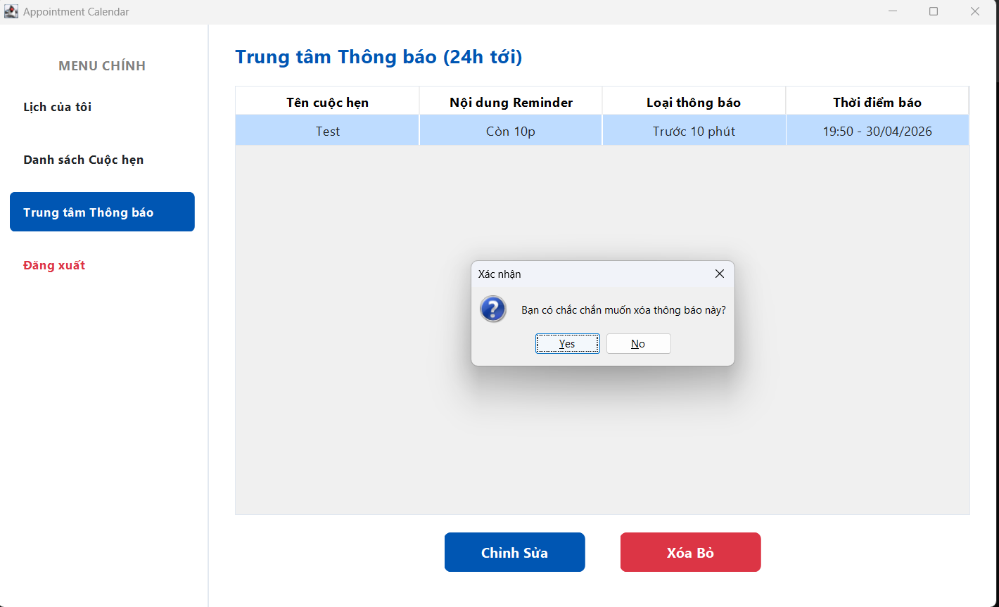 Appointment Calendar
MENU CHÍNH
Lịch của tôi
Danh sách Cuộc hẹn
Trung tâm Thông báo
Đăng xuất
Trung tâm Thông báo (24h tới)
Tên cuộc hẹn Nội dung Reminder Loại thông báo Thời điểm báo
Test Còn 10p Trước 10 phút 19:50 - 30/04/2026
Xác nhận
?
Bạn có chắc chắn muốn xóa thông báo này?
Yes No
Chỉnh Sửa Xóa Bỏ